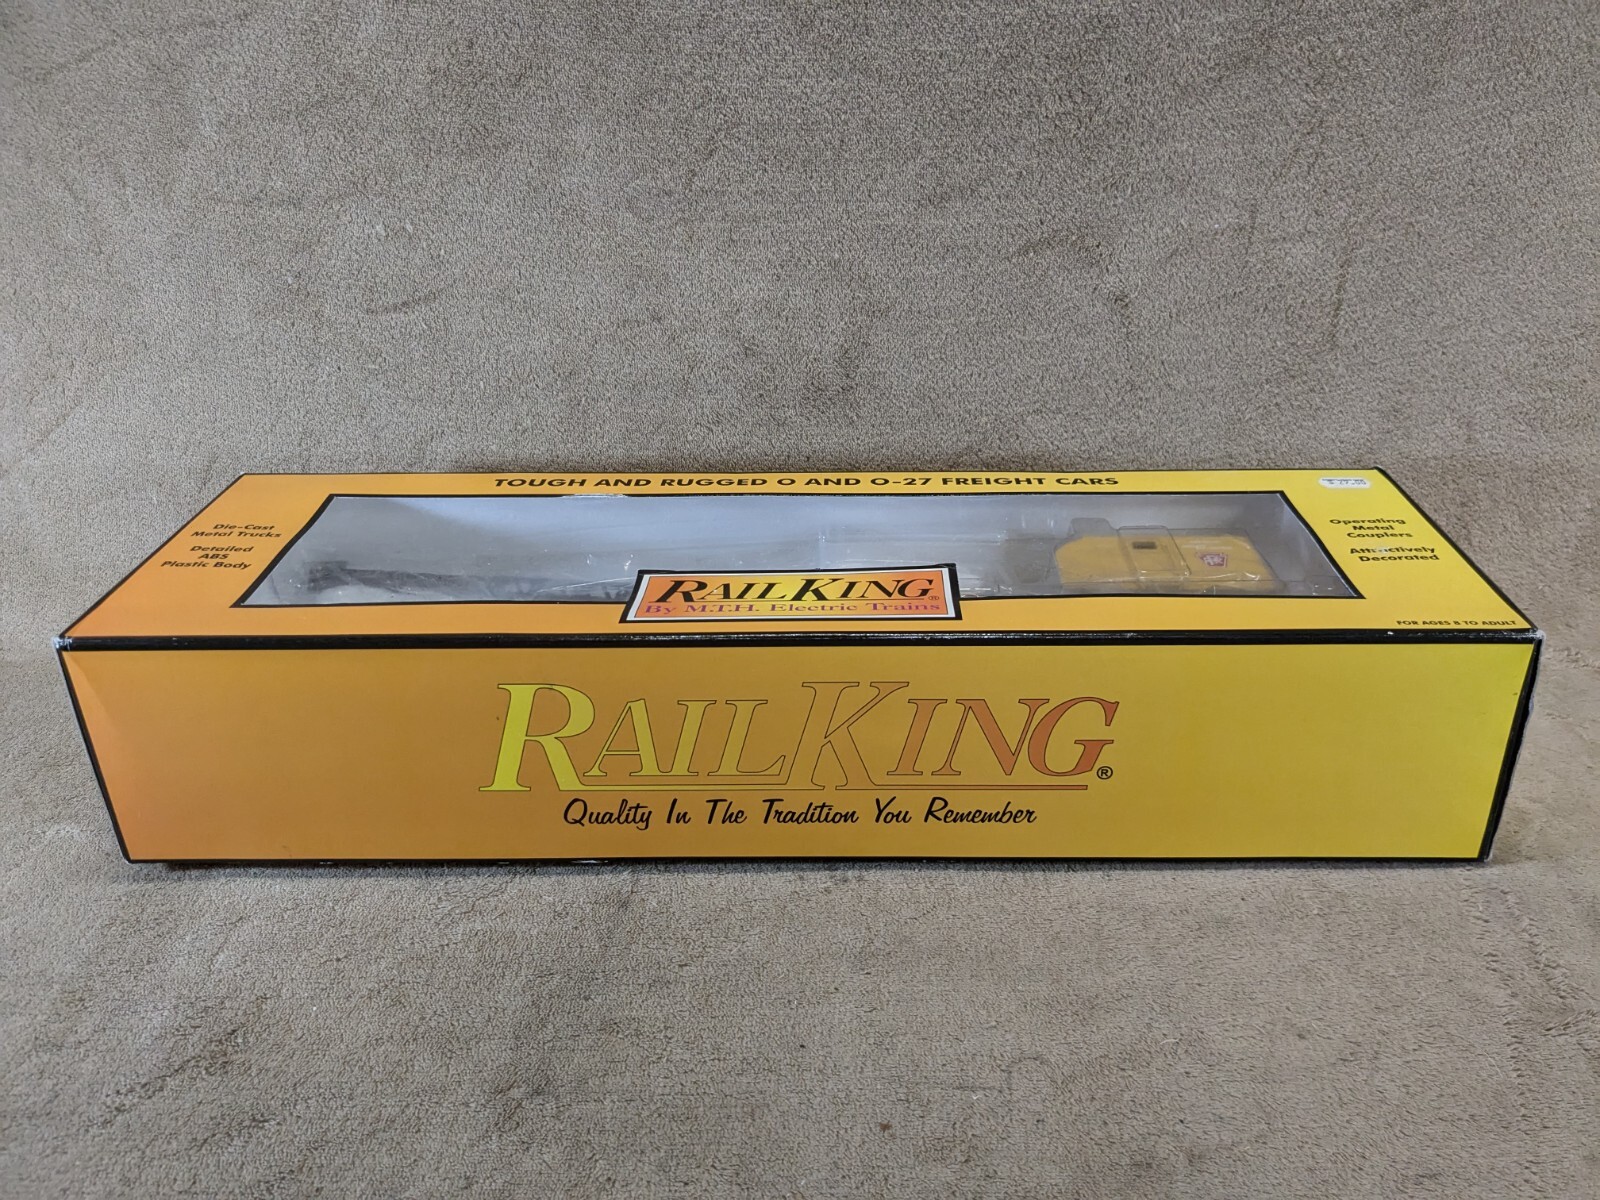 TOUGH AND RUGGED O AND O-27 FREIGHT CARS
Die-Cast
Metal Trucks
Detailed
ABS
Plastic Body
Operating
Metal
Couplers
Attractively
Decorated
RAILKING®
By M.T.H. Electric Trains
FOR AGES 8 TO ADULT
RAILKING®
Quality In The Tradition You Remember